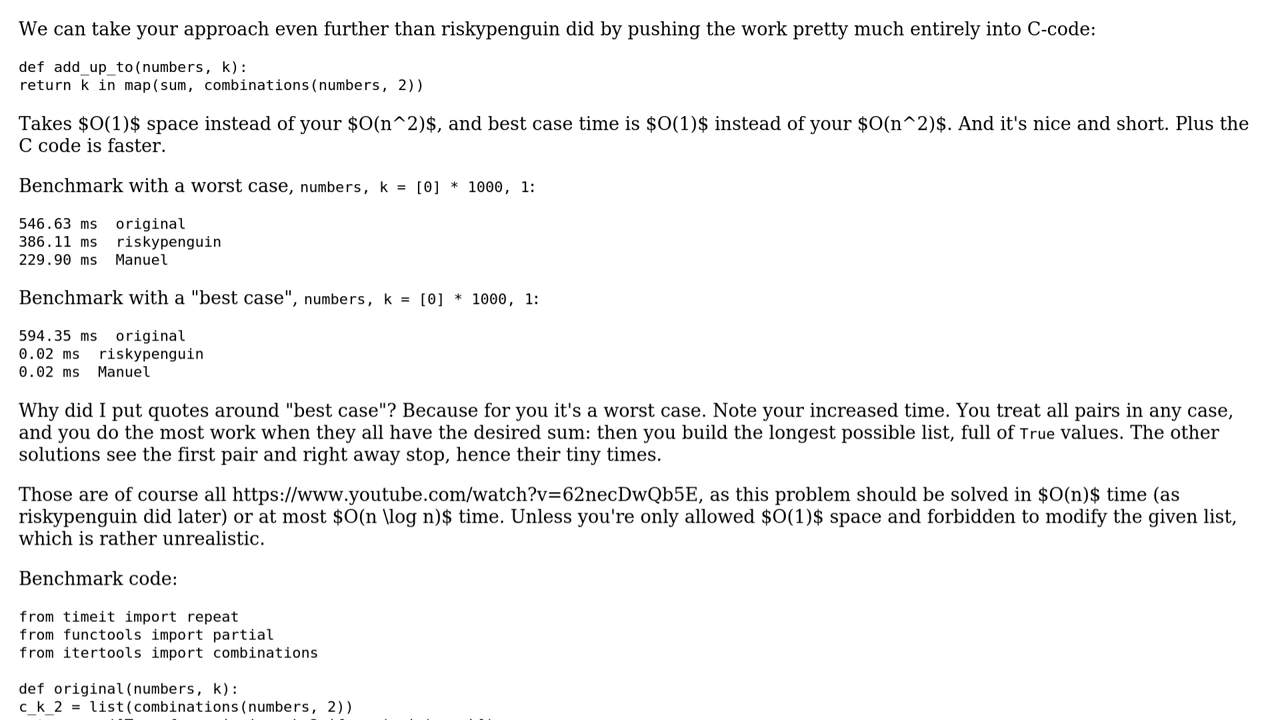 We can take your approach even further than riskypenguin did by pushing the work pretty much entirely into C-code:
def add_up_to(numbers, k):
return k in map(sum, combinations(numbers, 2))
Takes $O(1)$ space instead of your $O(n^2)$, and best case time is $O(1)$ instead of your $O(n^2)$. And it's nice and short. Plus the
C code is faster.
Benchmark with a worst case, numbers, k = [0] * 1000, 1:
546.63 ms  original
386.11 ms  riskypenguin
229.90 ms  Manuel
Benchmark with a "best case", numbers, k = [0] * 1000, 1:
594.35 ms  original
0.02 ms  riskypenguin
0.02 ms  Manuel
Why did I put quotes around "best case"? Because for you it's a worst case. Note your increased time. You treat all pairs in any case,
and you do the most work when they all have the desired sum: then you build the longest possible list, full of True values. The other
solutions see the first pair and right away stop, hence their tiny times.
Those are of course all https://www.youtube.com/watch?v=62necDwQb5E, as this problem should be solved in $O(n)$ time (as
riskypenguin did later) or at most $O(n \log n)$ time. Unless you're only allowed $O(1)$ space and forbidden to modify the given list,
which is rather unrealistic.
Benchmark code:
from timeit import repeat
from functools import partial
from itertools import combinations
def original(numbers, k):
c_k_2 = list(combinations(numbers, 2))